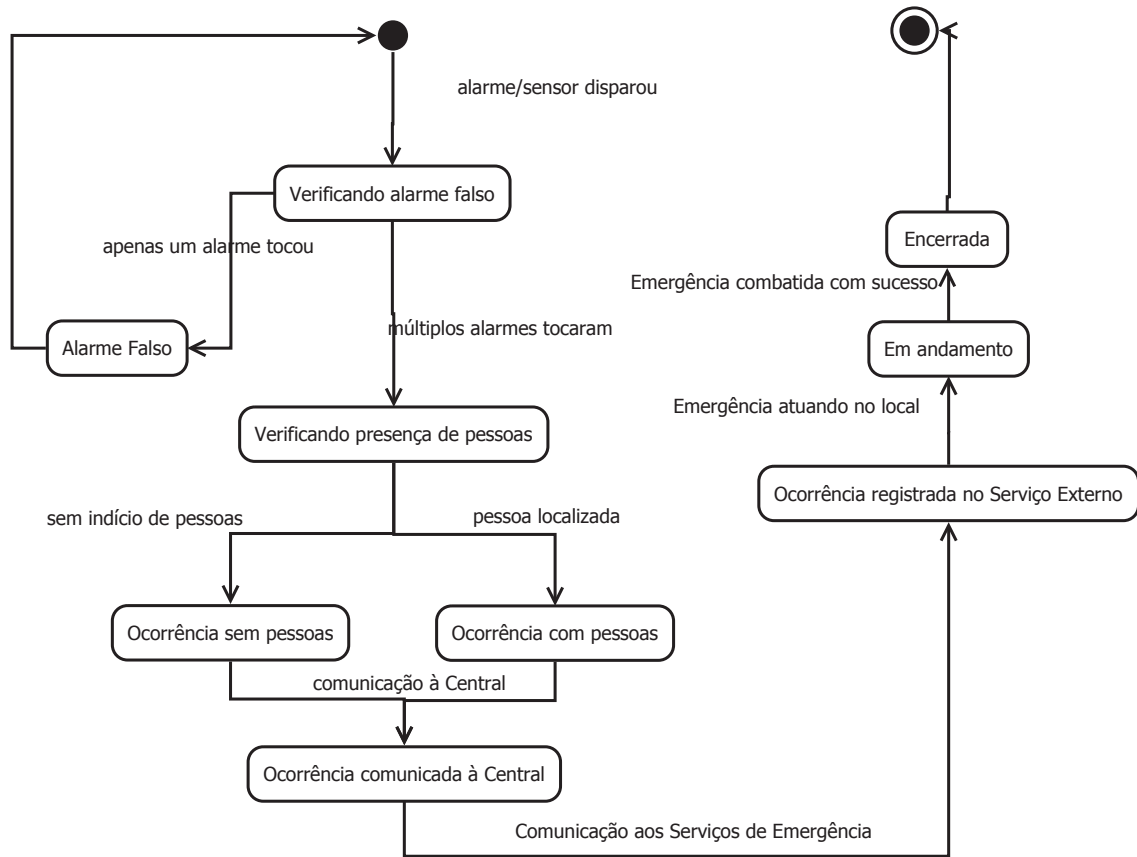 alarme/sensor disparou
Verificando alarme falso
apenas um alarme tocou
múltiplos alarmes tocaram
Alarme Falso
Verificando presença de pessoas
sem indício de pessoas
pessoa localizada
Ocorrência sem pessoas
Ocorrência com pessoas
comunicação à Central
Ocorrência comunicada à Central
Comunicação aos Serviços de Emergência
Ocorrência registrada no Serviço Externo
Emergência atuando no local
Em andamento
Emergência combatida com sucesso
Encerrada